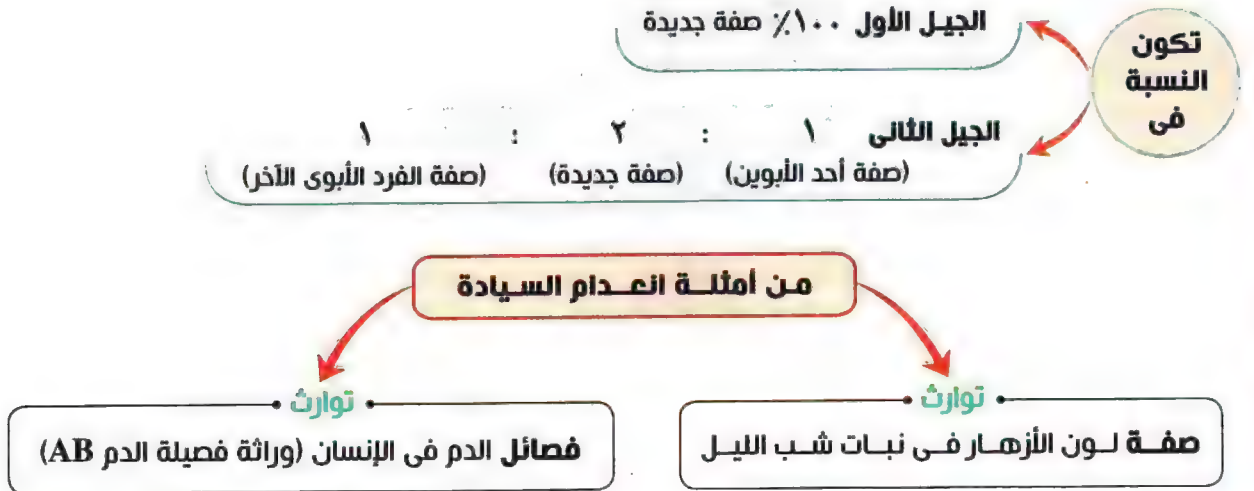 تكون
النسبة
فى
الجيل الأول ١٠٠٪ صفة جديدة
الجيل الثانى ١ : ٢ : ١
(صفة أحد الأبوين) (صفة جديدة) (صفة الفرد الأبوى الآخر)
من أمثلة انعدام السيادة
توارث
صفة لون الأزهار فى نبات شب الليل
توارث
فصائل الدم فى الإنسان (وراثة فصيلة الدم AB)